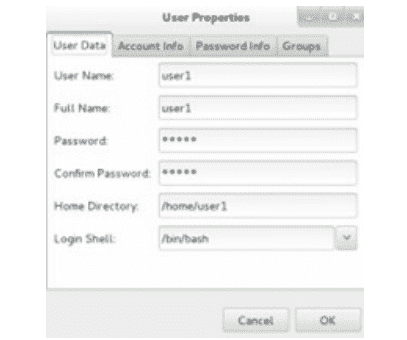 User Properties
User Data Account Info Password Info Groups
User Name: user1
Full Name: user1
Password: *****
Confirm Password: *****
Home Directory: /home/user1
Login Shell: /bin/bash
Cancel OK